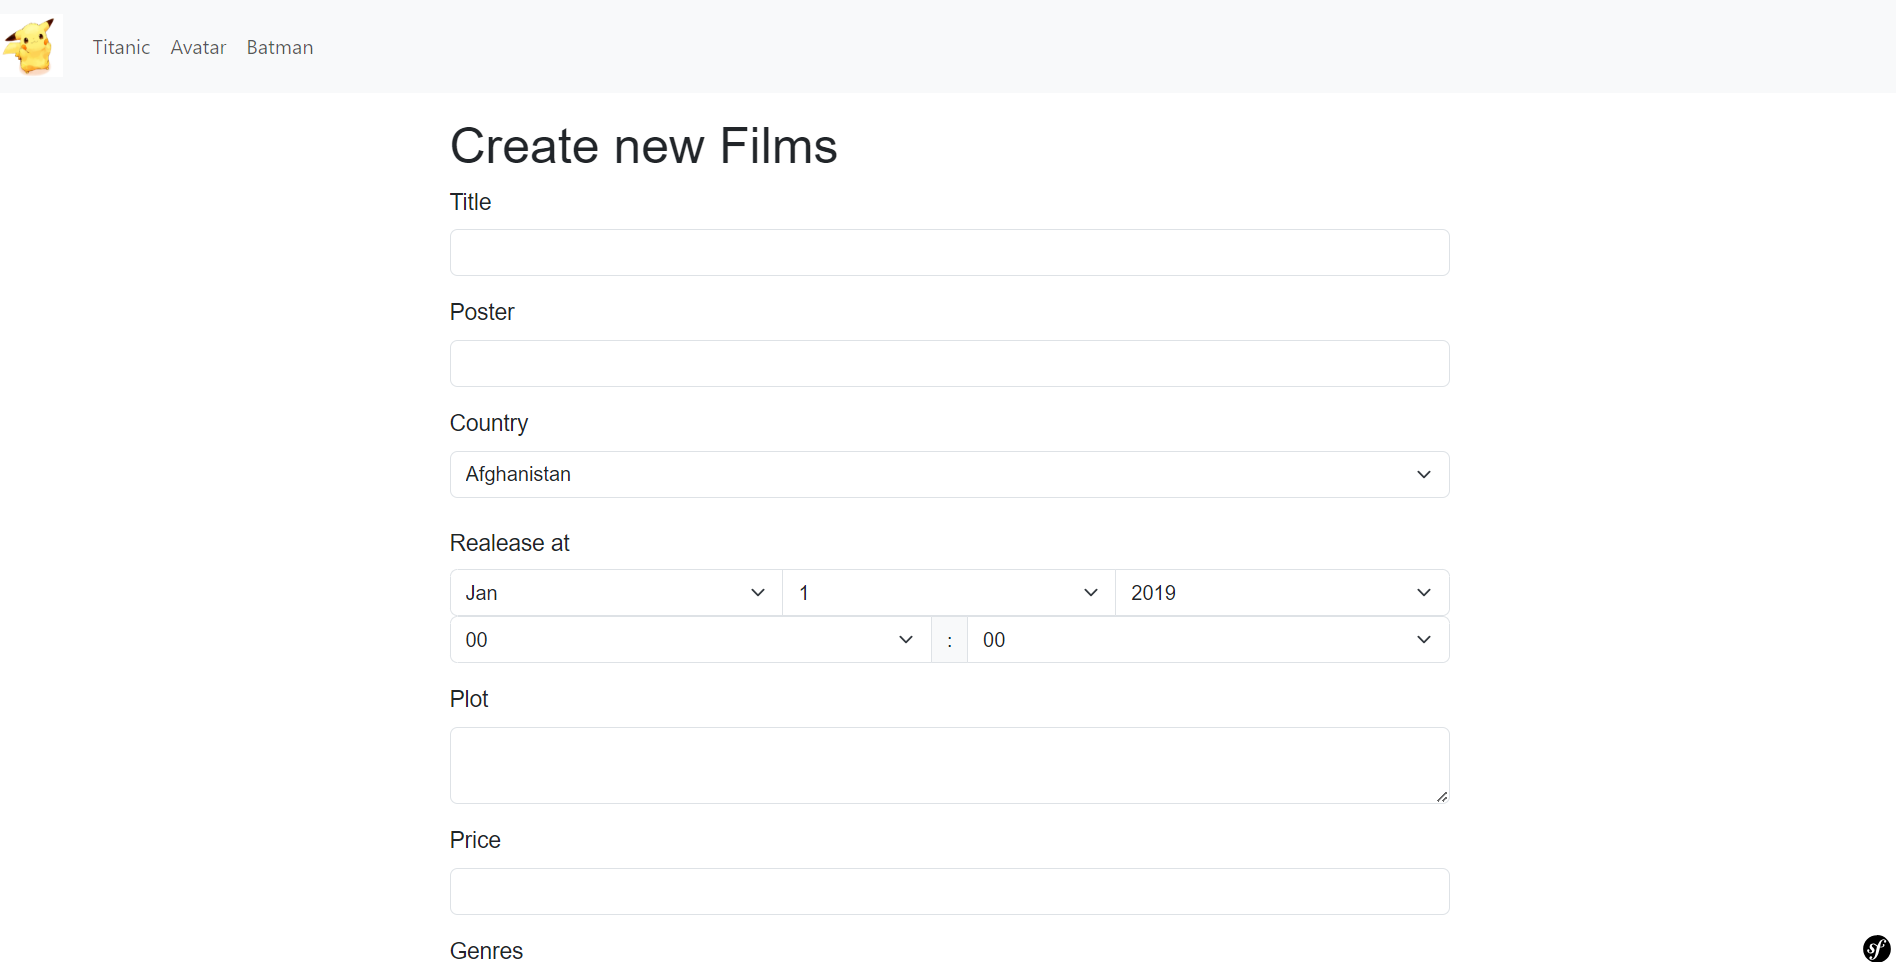 Titanic Avatar Batman
Create new Films
Title
Poster
Country
Afghanistan
Realease at
Jan 1 2019
00 : 00
Plot
Price
Genres
sf